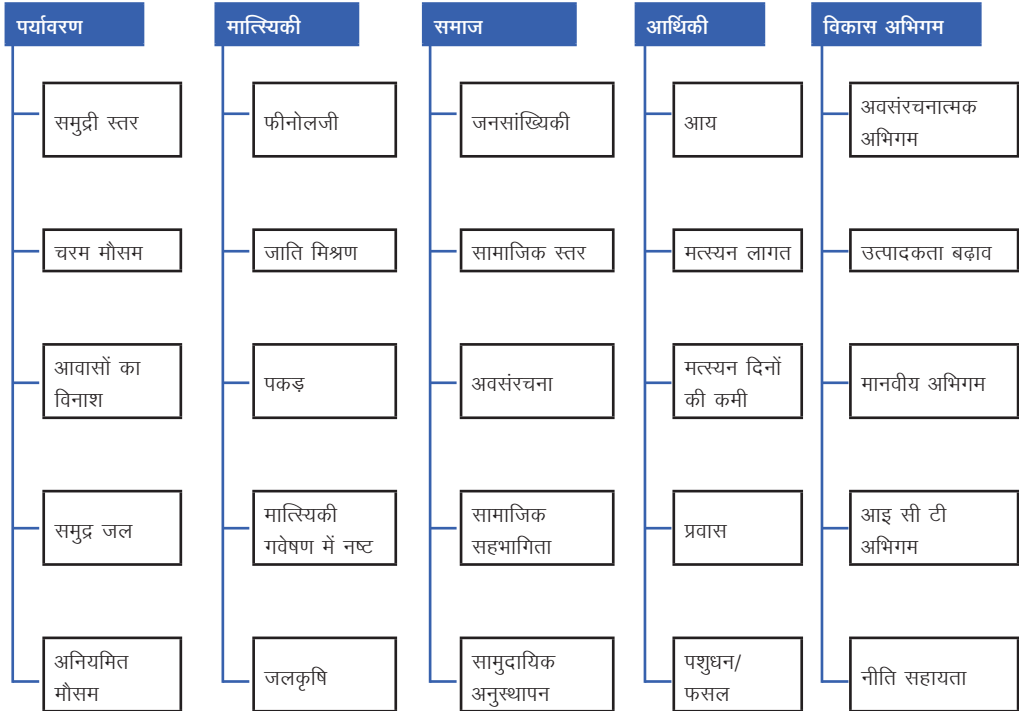 पर्यावरण
समुद्री स्तर
चरम मौसम
आवासों का
विनाश
समुद्र जल
अनियमित
मौसम
मात्स्यिकी
फीनोलजी
जाति मिश्रण
पकड़
मात्स्यिकी
गवेषण में नष्ट
जलकृषि
समाज
जनसांख्यिकी
सामाजिक स्तर
अवसंरचना
सामाजिक
सहभागिता
सामुदायिक
अनुस्थापन
आर्थिकी
आय
मत्स्यन लागत
मत्स्यन दिनों
की कमी
प्रवास
पशुधन/
फसल
विकास अभिगम
अवसंरचनात्मक
अभिगम
उत्पादकता बढ़ाव
मानवीय अभिगम
आइ सी टी
अभिगम
नीति सहायता